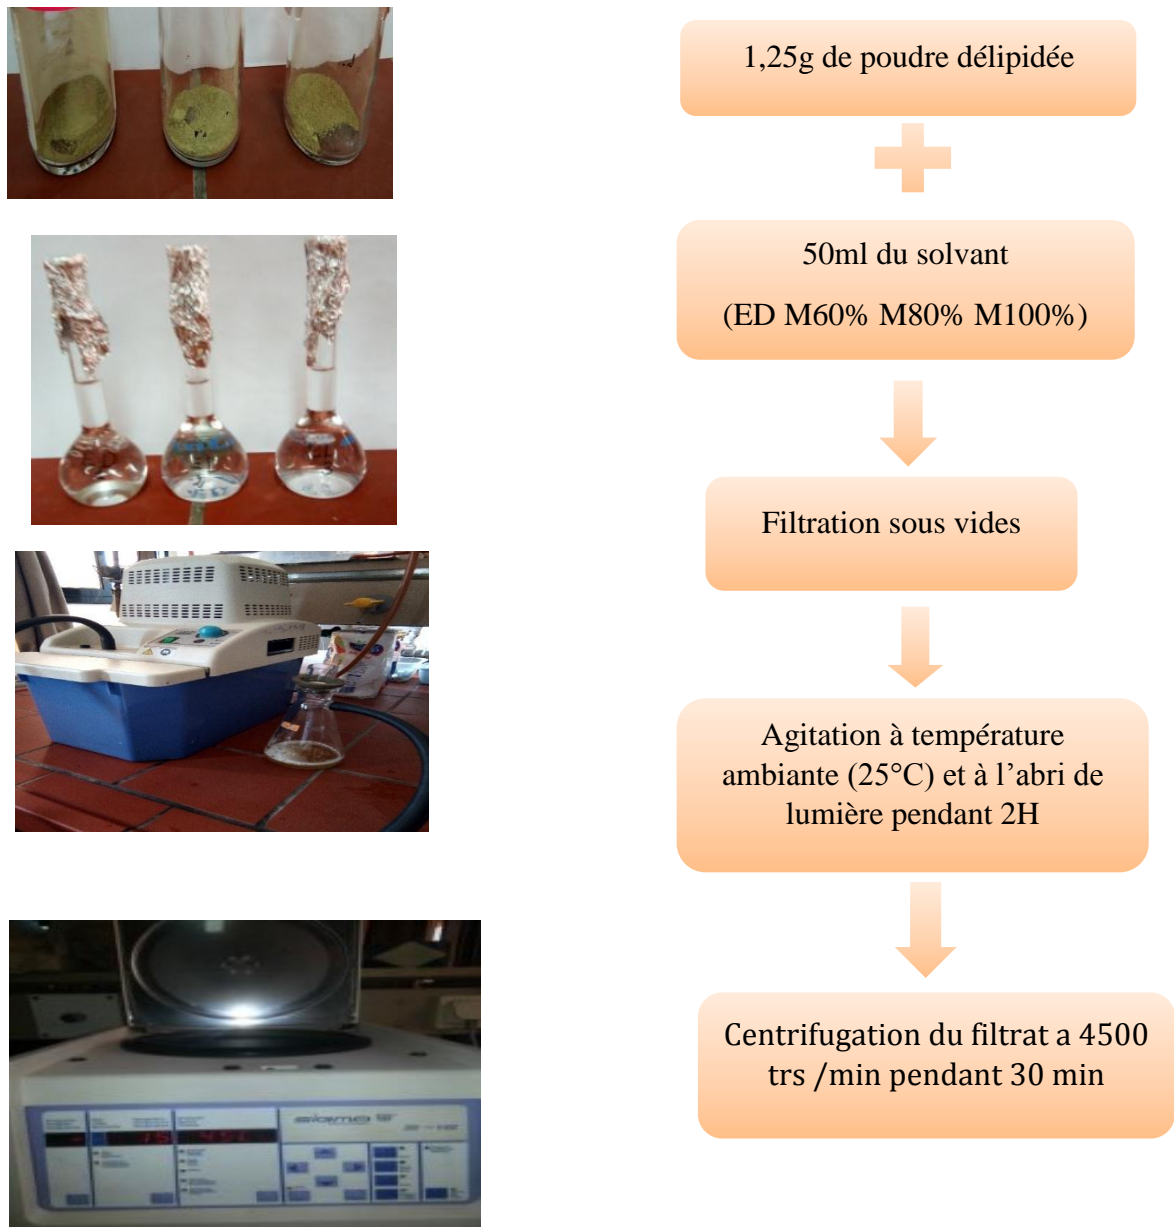 1,25g de poudre délipidée
50ml du solvant
(ED M60% M80% M100%)
Filtration sous vides
Agitation à température
ambiante (25°C) et à l’abri de
lumière pendant 2H
Centrifugation du filtrat a 4500
trs /min pendant 30 min
ED